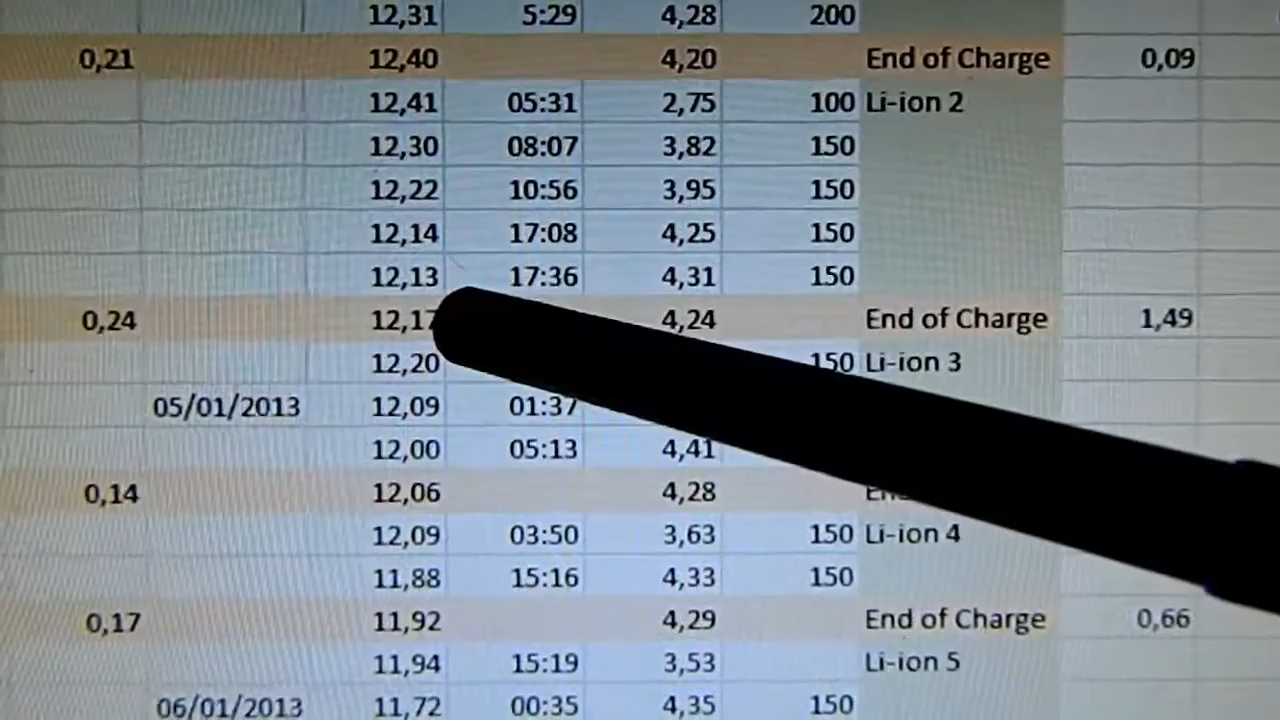 12,31 5:29 4,28 200
0,21 12,40 4,20 End of Charge 0,09
12,41 05:31 2,75 100 Li-ion 2
12,30 08:07 3,82 150
12,22 10:56 3,95 150
12,14 17:08 4,25 150
12,13 17:36 4,31 150
0,24 12,17 4,24 End of Charge 1,49
12,20 150 Li-ion 3
05/01/2013 12,09 01:37
12,00 05:13 4,41
0,14 12,06 4,28
12,09 03:50 3,63 150 Li-ion 4
11,88 15:16 4,33 150
0,17 11,92 4,29 End of Charge 0,66
11,94 15:19 3,53 Li-ion 5
06/01/2013 11,72 00:35 4,35 150